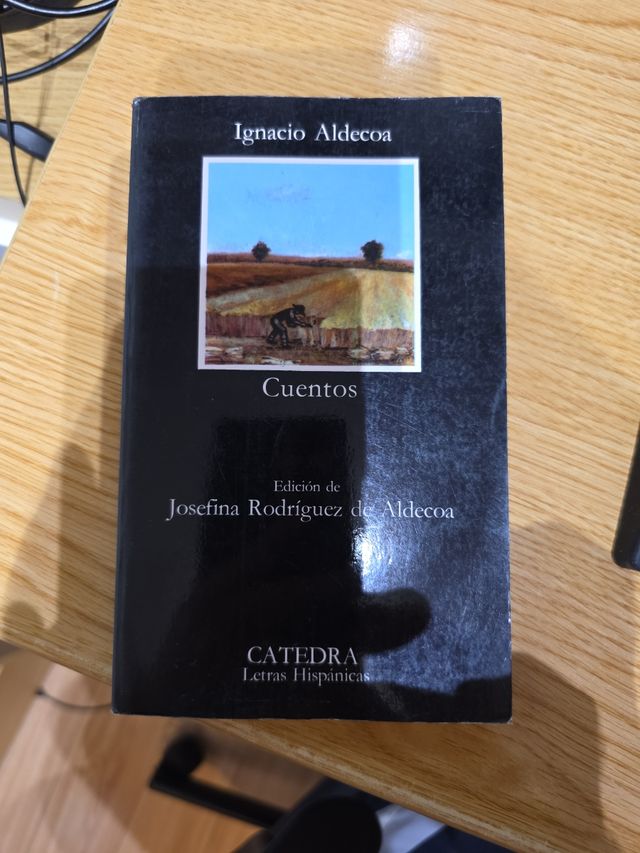 Ignacio Aldecoa
Cuentos
Edición de
Josefina Rodríguez de Aldecoa
CATEDRA
Letras Hispánicas